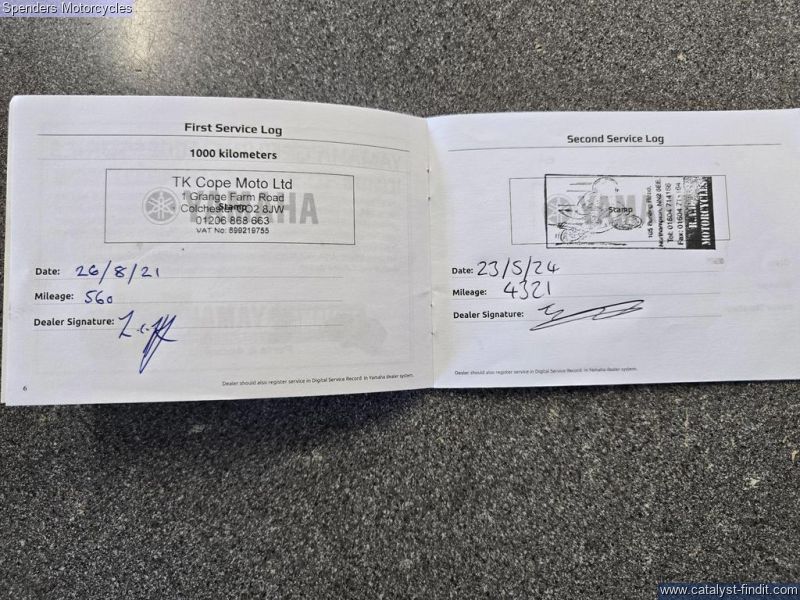 Spenders Motorcycles
First Service Log
1000 kilometers
TK Cope Moto Ltd
1 Grange Farm Road
Stamp
Colchester CO2 8JW
01206 868 663
VAT No: 899219755
Date: 26/8/21
Mileage: 560
Dealer Signature:
Dealer should also register service in Digital Service Record in Yamaha dealer system.
6
Second Service Log
Stamp
MOTORCYCLES
Date: 23/5/24
Mileage: 4321
Dealer Signature:
Dealer should also register service in Digital Service Record in Yamaha dealer system.
www.catalyst-findit.com